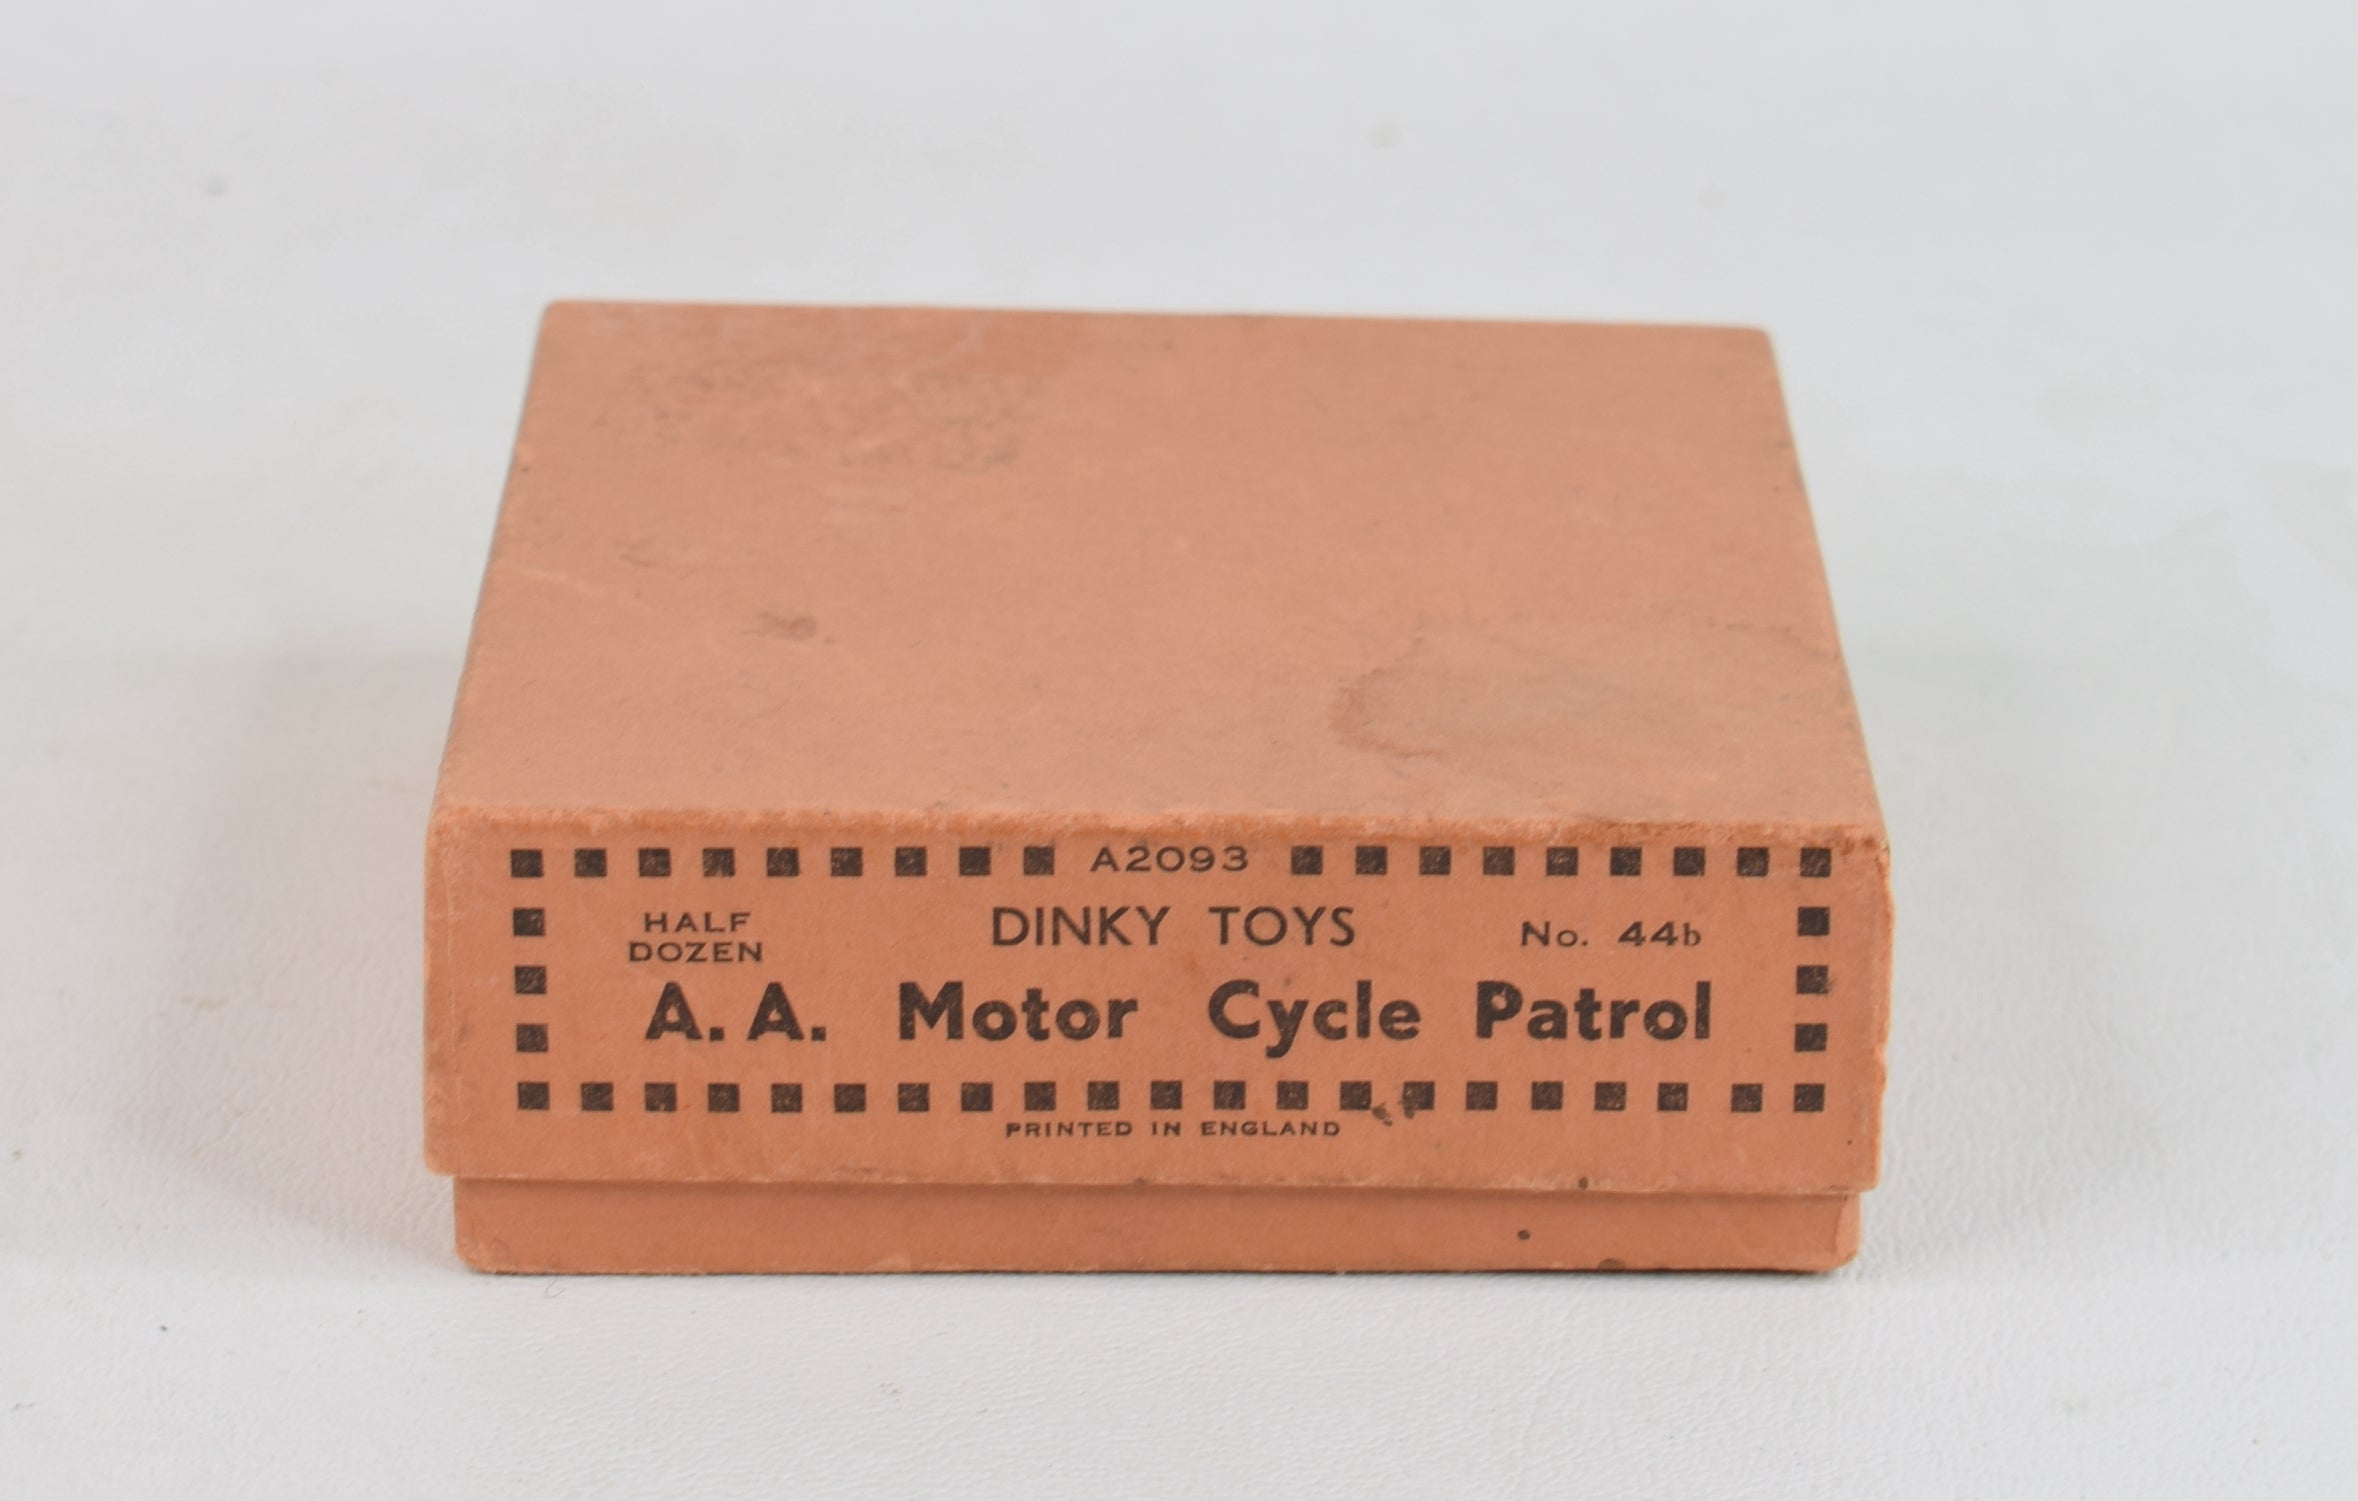 A2093
HALF
DOZEN
DINKY TOYS
No. 44b
A. A. Motor Cycle Patrol
PRINTED IN ENGLAND